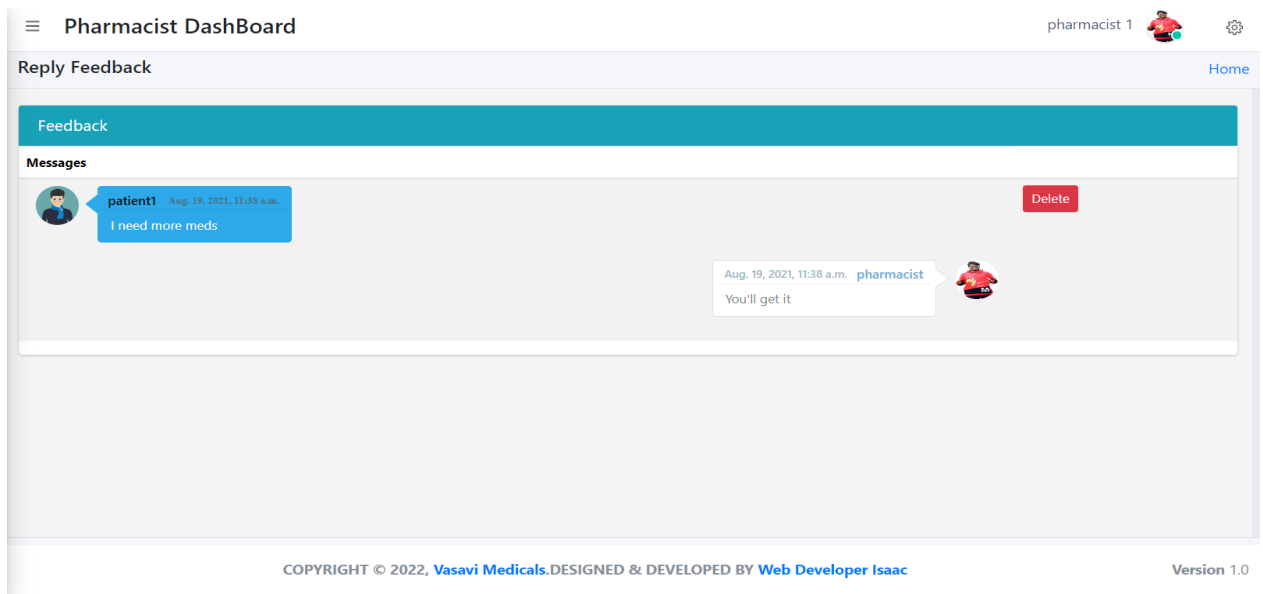 Pharmacist DashBoard pharmacist 1
Reply Feedback Home
Feedback
Messages
patient1 Aug. 19, 2021, 11:38 a.m. Delete
I need more meds
Aug. 19, 2021, 11:38 a.m. pharmacist
You'll get it
COPYRIGHT © 2022, Vasavi Medicals.DESIGNED & DEVELOPED BY Web Developer Isaac Version 1.0